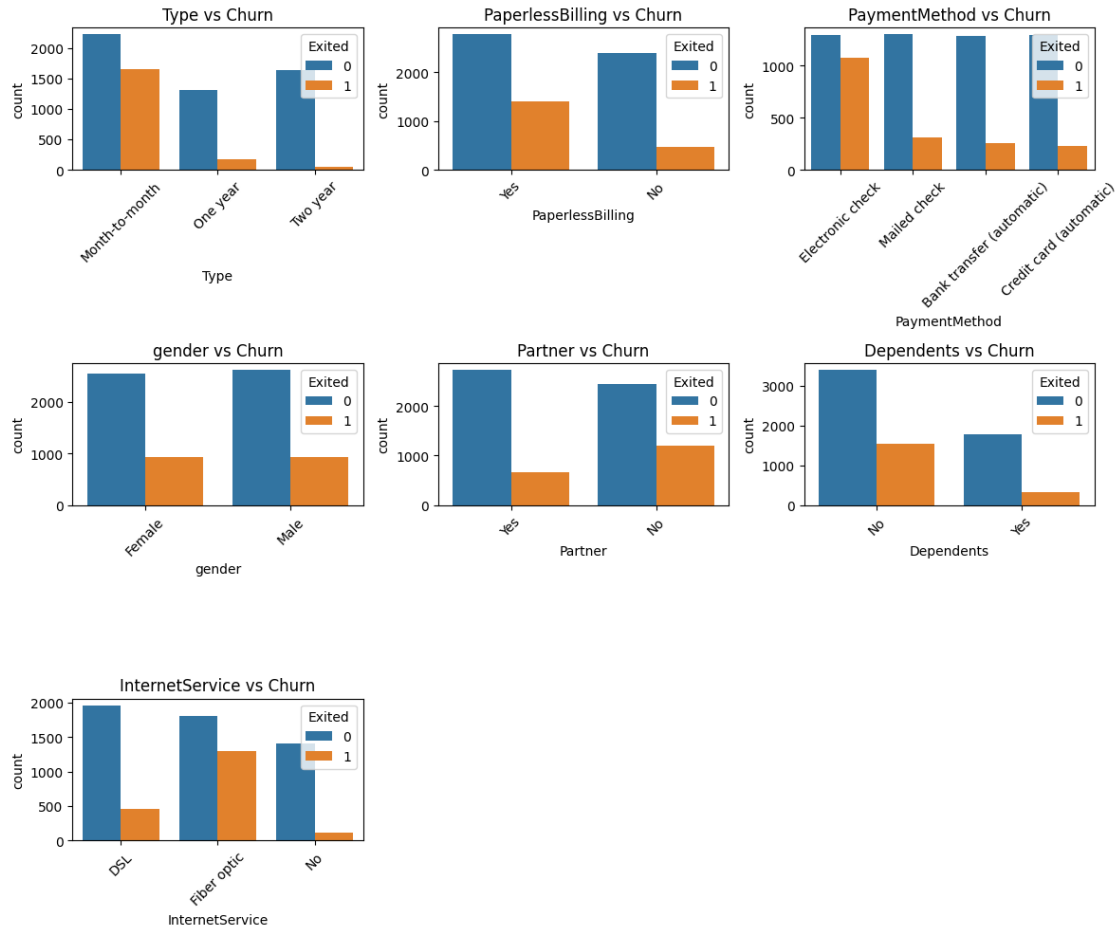 Type vs Churn
2000
1500
1000
500
0
count
Exited
0
1
Month-to-month
One year
Two year
Type
PaperlessBilling vs Churn
2000
1000
0
count
Exited
0
1
Yes
No
PaperlessBilling
PaymentMethod vs Churn
1000
500
0
count
Exited
0
1
Electronic check
Mailed check
Bank transfer (automatic)
Credit card (automatic)
PaymentMethod
gender vs Churn
2000
1000
0
count
Exited
0
1
Female
Male
gender
Partner vs Churn
2000
1000
0
count
Exited
0
1
Yes
No
Partner
Dependents vs Churn
3000
2000
1000
0
count
Exited
0
1
No
Yes
Dependents
InternetService vs Churn
2000
1500
1000
500
0
count
Exited
0
1
DSL
Fiber optic
No
InternetService